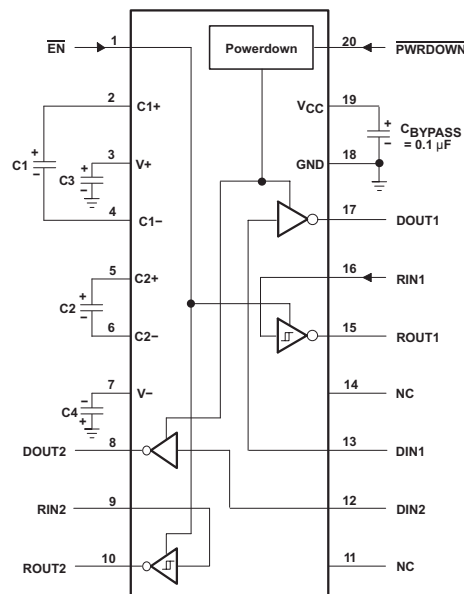 EN 1 Powerdown 20 PWRDOWN
2 C1+ VCC 19
CBYPASS
= 0.1 μF
C1 + − 3 V+ C3 + − GND 18
4 C1− 17 DOUT1
5 C2+ 16 RIN1
C2 + −
6 C2− 15 ROUT1
7 V− 14 NC
C4 − +
DOUT2 8 13 DIN1
RIN2 9 12 DIN2
ROUT2 10 11 NC